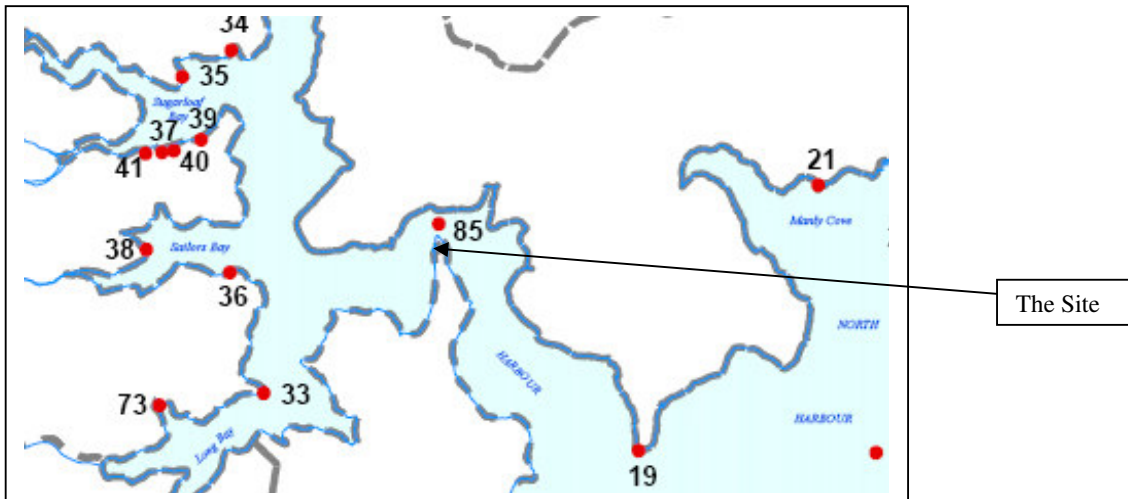 34
35
Sugarloaf
Bay
39
37
41
40
21
Manly Cove
85
38
Sailors Bay
36
The Site
NORTH
HARBOUR
33
73
HARBOUR
Long Bay
19